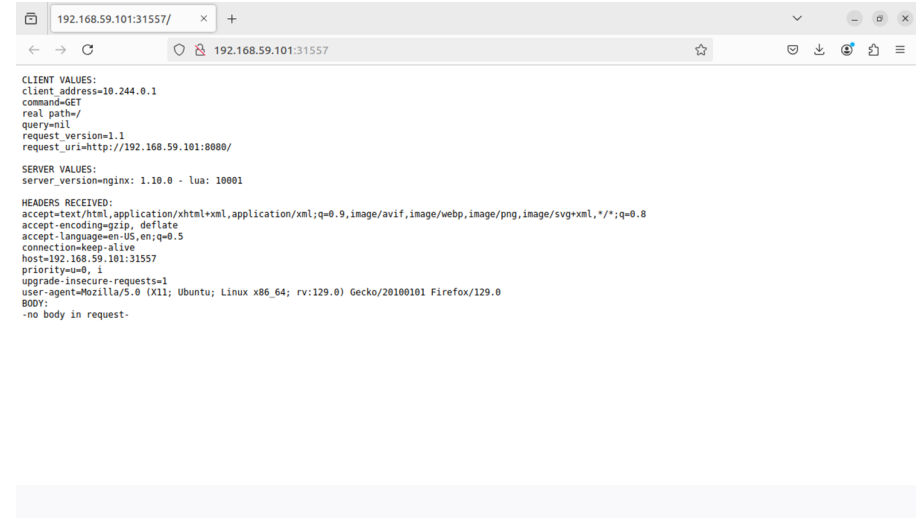 192.168.59.101:31557/
192.168.59.101:31557
CLIENT VALUES:
client_address=10.244.0.1
command=GET
real path=/
query=nil
request_version=1.1
request_uri=http://192.168.59.101:8080/
SERVER VALUES:
server_version=nginx: 1.10.0 - lua: 10001
HEADERS RECEIVED:
accept=text/html,application/xhtml+xml,application/xml;q=0.9,image/avif,image/webp,image/png,image/svg+xml,*/*;q=0.8
accept-encoding=gzip, deflate
accept-language=en-US,en;q=0.5
connection=keep-alive
host=192.168.59.101:31557
priority=u=0, i
upgrade-insecure-requests=1
user-agent=Mozilla/5.0 (X11; Ubuntu; Linux x86_64; rv:129.0) Gecko/20100101 Firefox/129.0
BODY:
-no body in request-